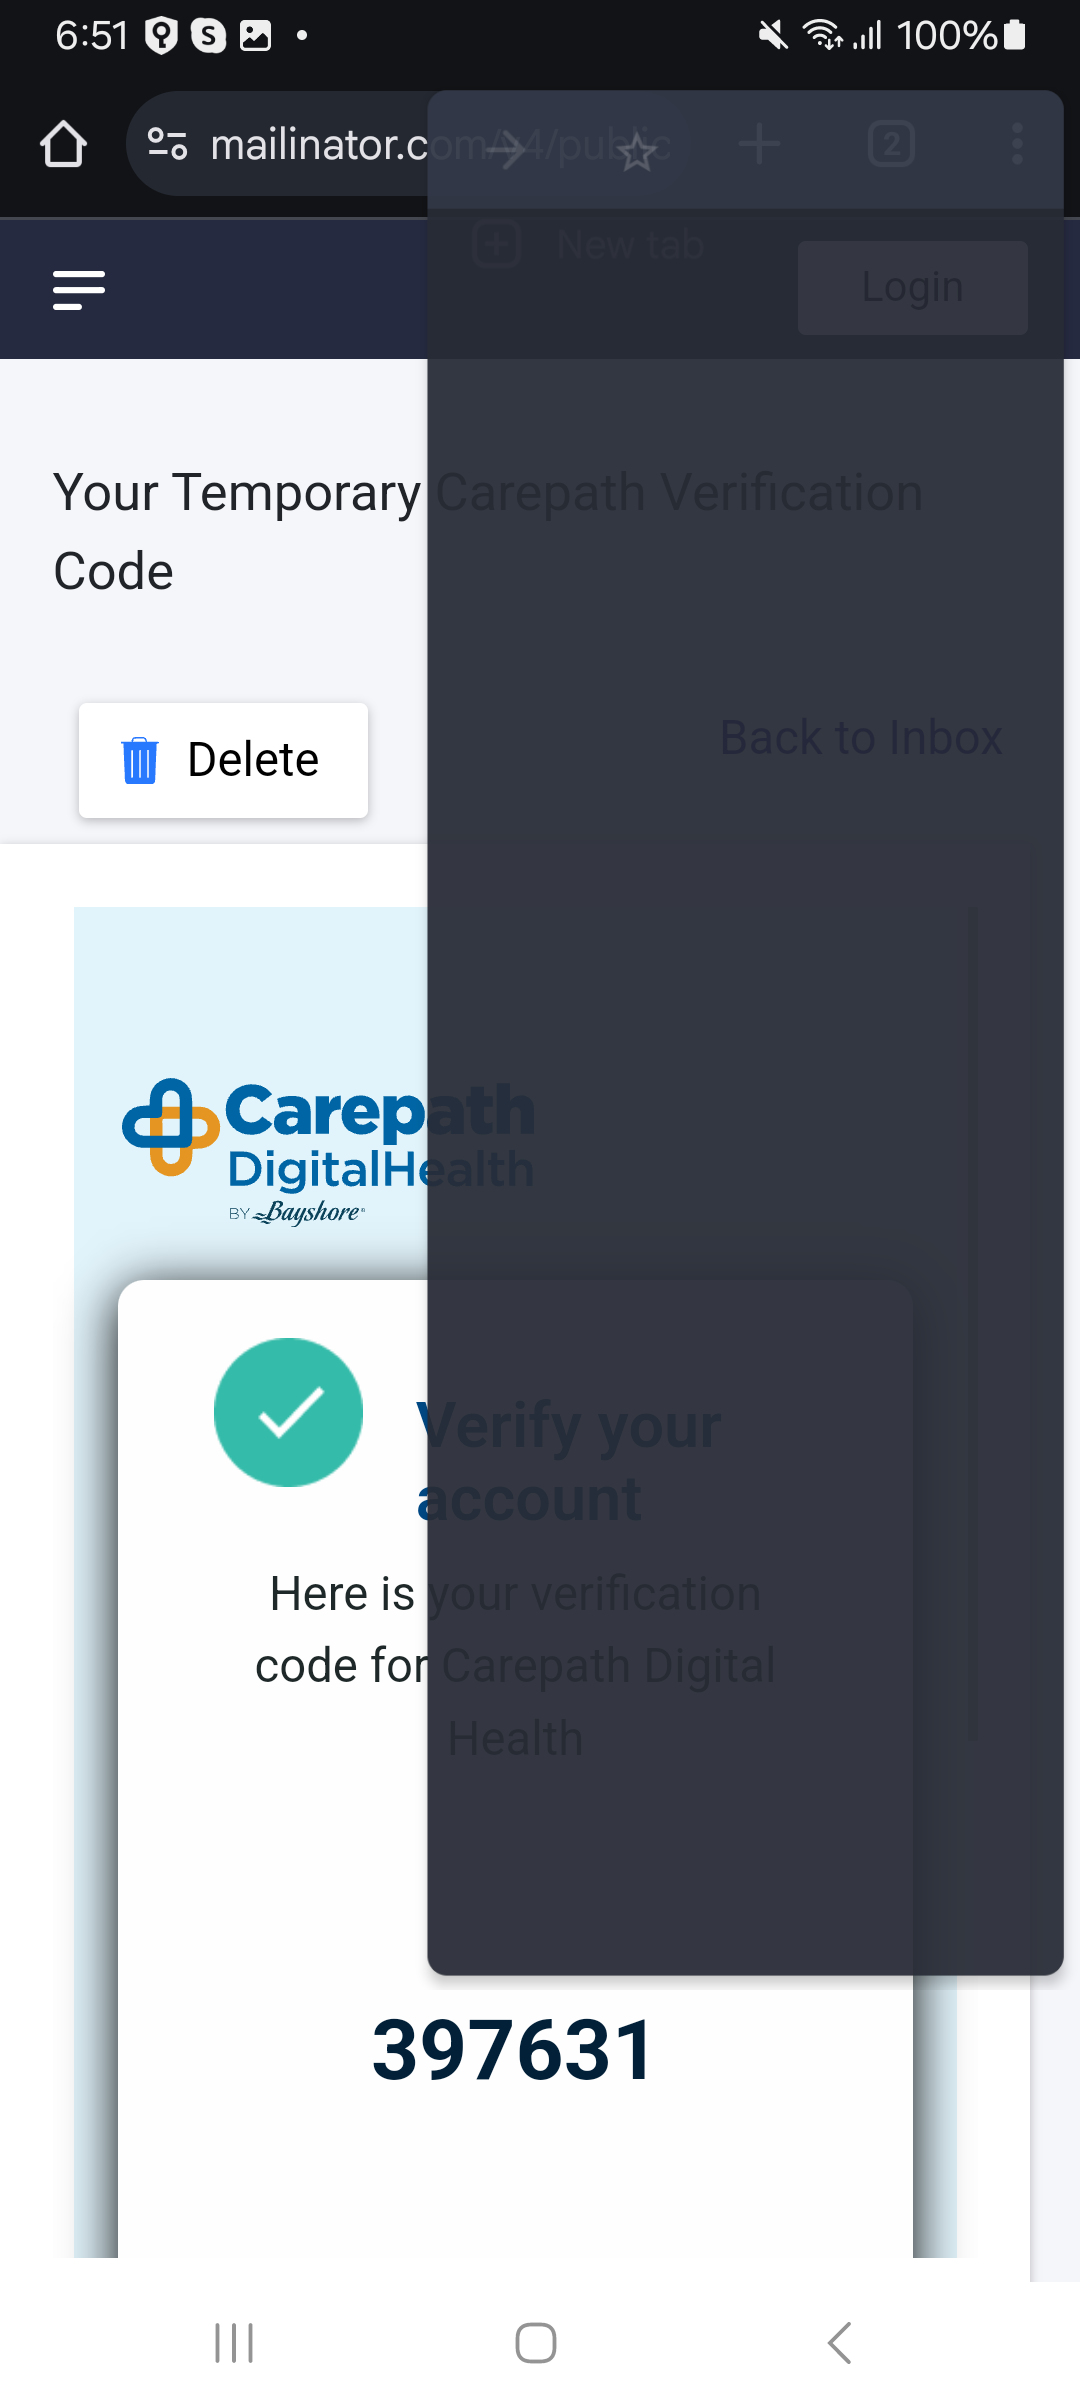 6:51 S 100%
mailinator.com/v4/public 2
New tab
Login
Your Temporary Carepath Verification
Code
Back to Inbox
Delete
Carepath
DigitalHealth
BY Bayshore
Verify your
account
Here is your verification
code for Carepath Digital
Health
397631